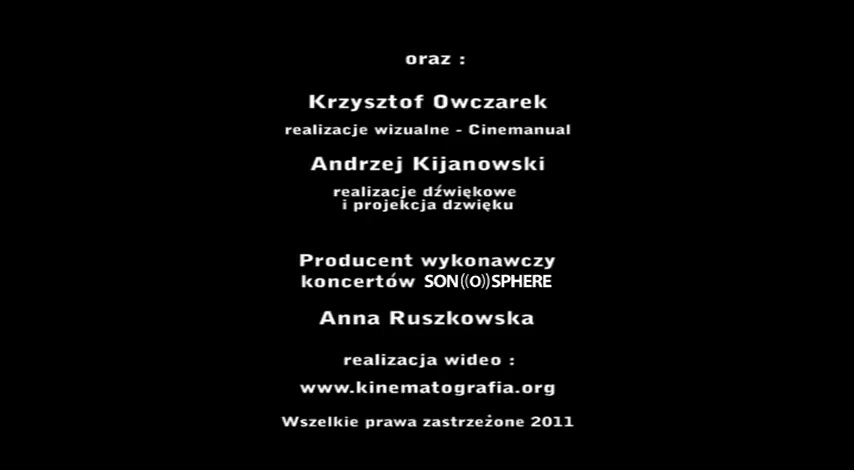 oraz :
Krzysztof Owczarek
realizacje wizualne - Cinemanual
Andrzej Kijanowski
realizacje dźwiękowe
i projekcja dzwięku
Producent wykonawczy
koncertów SON((O))SPHERE
Anna Ruszkowska
realizacja wideo :
www.kinematografia.org
Wszelkie prawa zastrzeżone 2011